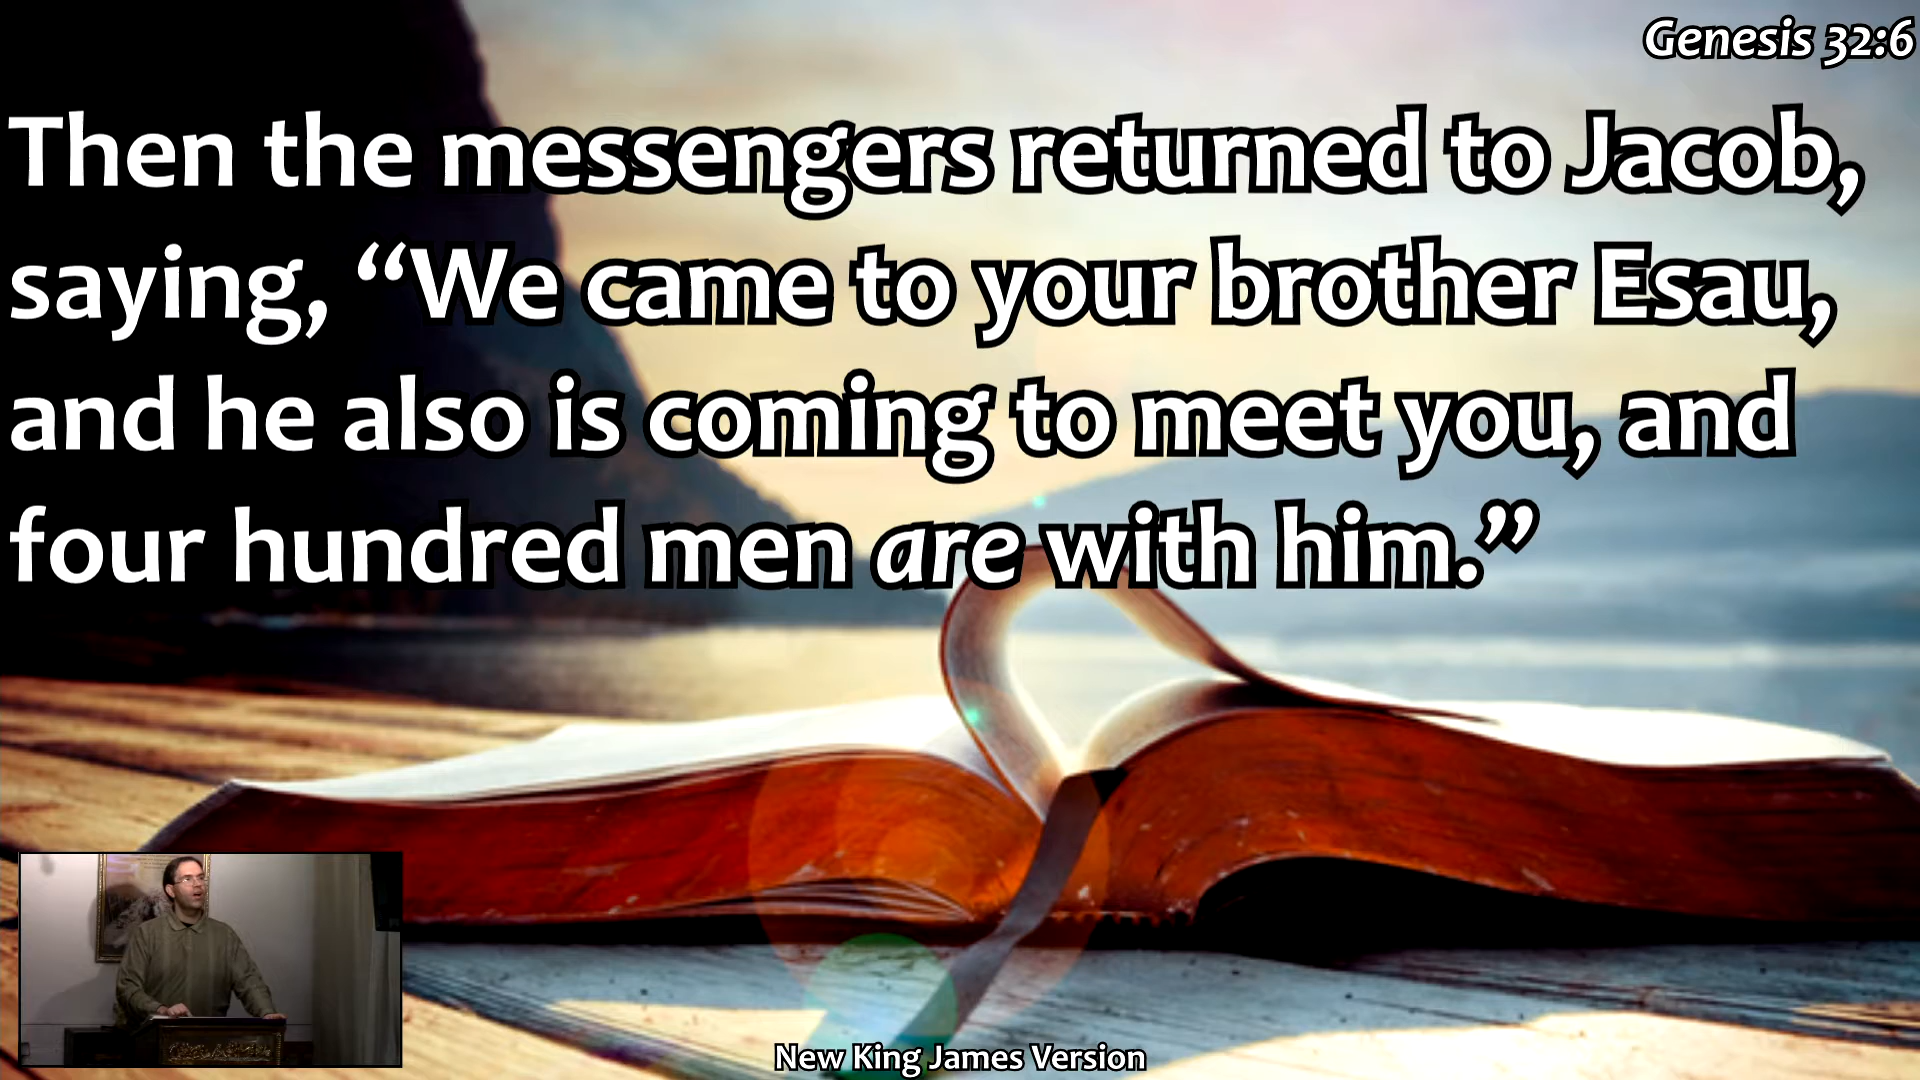 Genesis 32:6
Then the messengers returned to Jacob,
saying, “We came to your brother Esau,
and he also is coming to meet you, and
four hundred men are with him.”
New King James Version